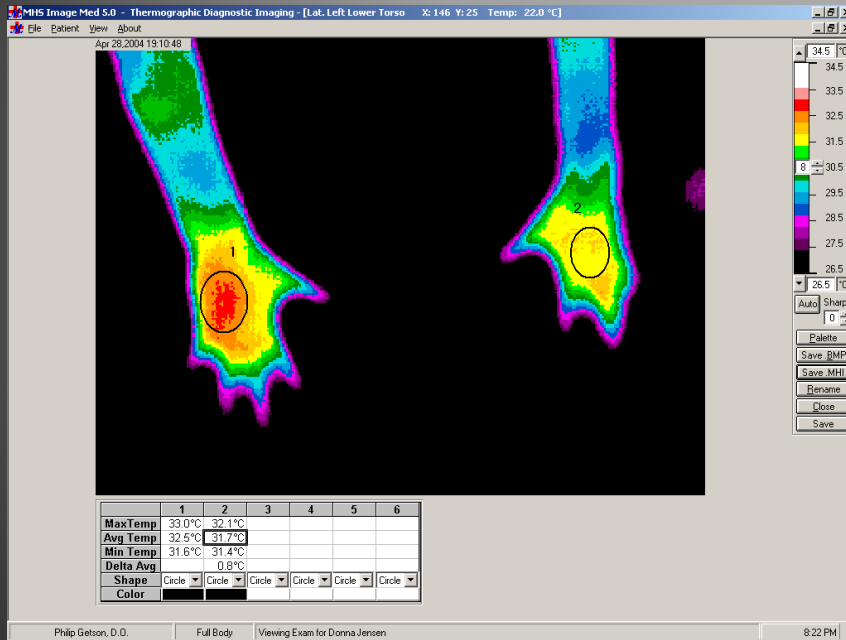 MHS Image Med 5.0 - Thermographic Diagnostic Imaging - [Lat. Left Lower Torso X: 146 Y: 25 Temp: 22.0 °C]
File Patient View About
Apr 28,2004 19:10:48
34.5 °C
34.5
33.5
32.5
31.5
8 30.5
29.5
28.5
27.5
26.5
26.5 °C
Auto Sharp
0
Palette
Save .BMP
Save .MHI
Rename
Close
Save
1
2
1 2 3 4 5 6
MaxTemp 33.0°C 32.1°C
Avg Temp 32.5°C 31.7°C
Min Temp 31.6°C 31.4°C
Delta Avg 0.8°C
Shape Circle Circle Circle Circle Circle Circle
Color
Philip Getson, D.O. Full Body Viewing Exam for Donna Jensen 8:22 PM